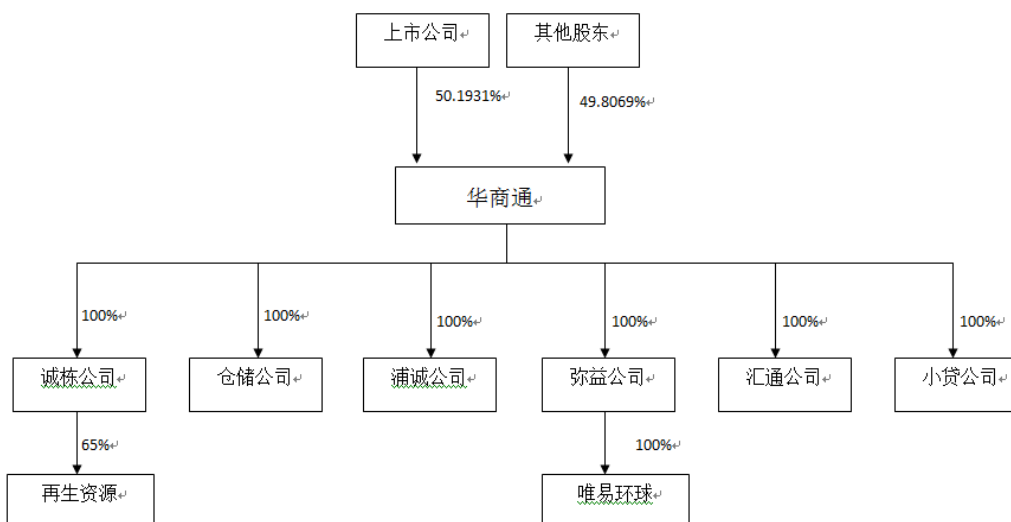 上市公司
其他股东
50.1931%
49.8069%
华商通
100%
100%
100%
100%
100%
100%
诚栋公司
仓储公司
浦诚公司
弥益公司
汇通公司
小贷公司
65%
100%
再生资源
唯易环球